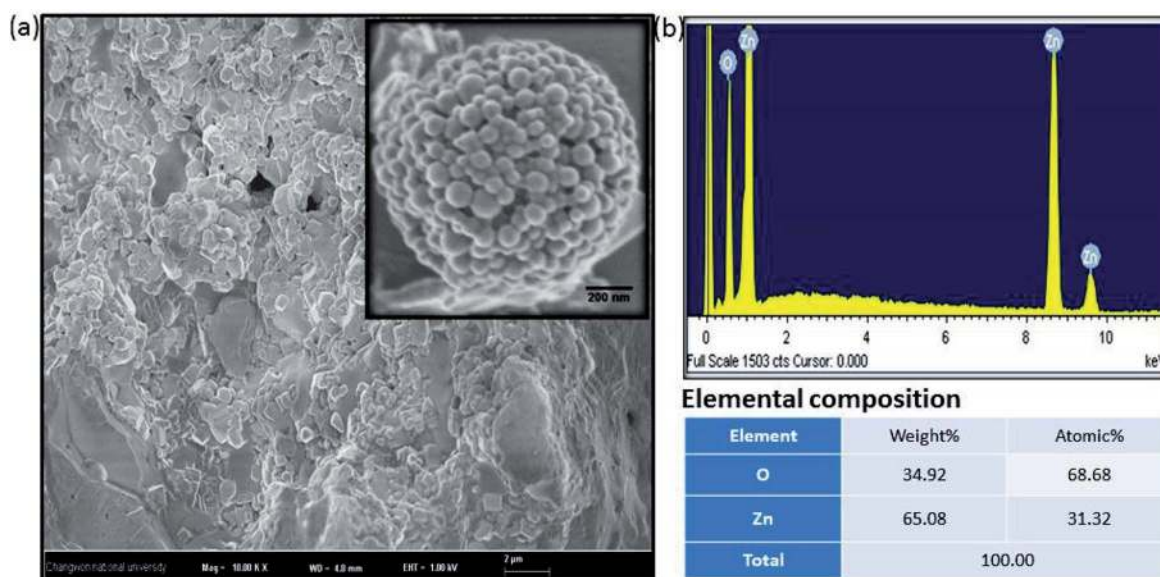 (a)
200 nm
Changwon national university Mag = 10.00 K X WD = 4.0 mm EHT = 1.00 kV 2 µm
(b)
O Zn Zn Zn
0 2 4 6 8 10
Full Scale 1503 cts Cursor: 0.000 keV
Elemental composition
Element Weight% Atomic%
O 34.92 68.68
Zn 65.08 31.32
Total 100.00